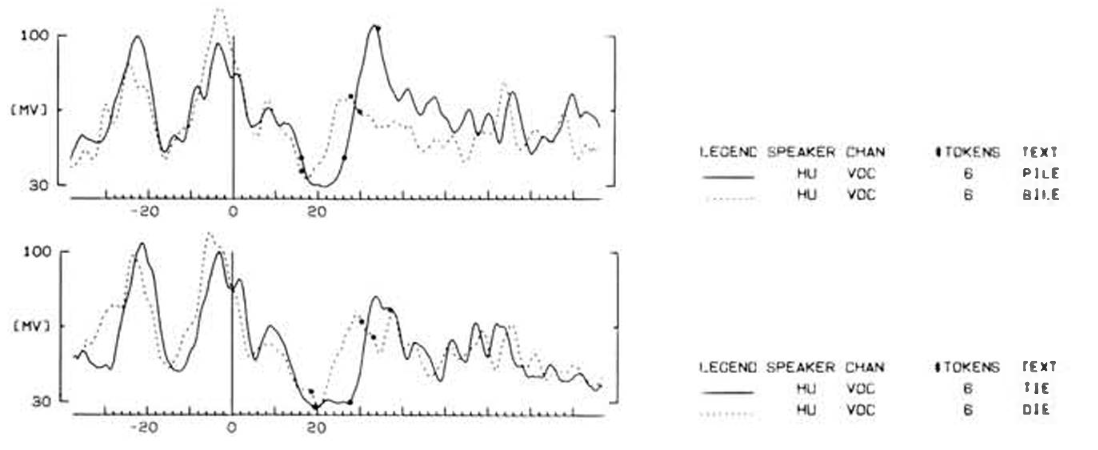 100
[MV]
30
-20 0 20
LEGEND SPEAKER CHAN #TOKENS TEXT
HU VOC 6 PILE
HU VOC 6 BILE
100
[MV]
30
-20 0 20
LEGEND SPEAKER CHAN #TOKENS TEXT
HU VOC 6 TIE
HU VOC 6 DIE